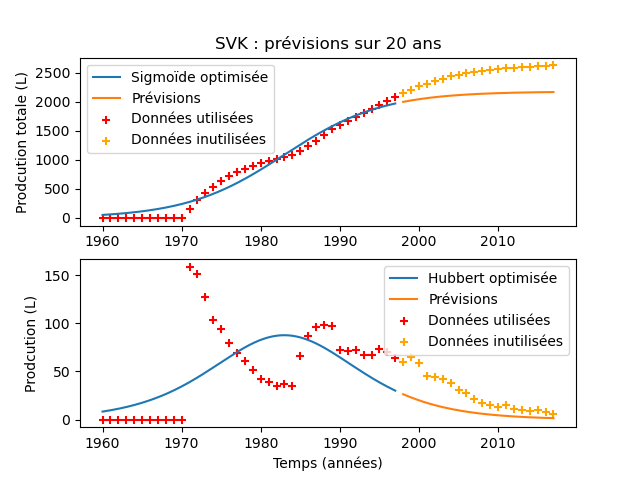 SVK : prévisions sur 20 ans
Prodcution totale (L)
2500
2000
1500
1000
500
0
Sigmoïde optimisée
Prévisions
Données utilisées
Données inutilisées
1960 1970 1980 1990 2000 2010
Prodcution (L)
150
100
50
0
Hubbert optimisée
Prévisions
Données utilisées
Données inutilisées
1960 1970 1980 1990 2000 2010
Temps (années)